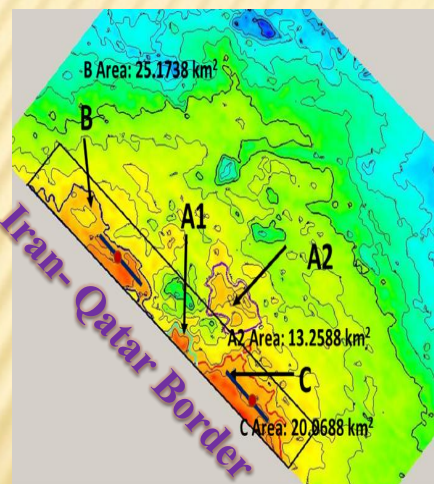 B Area: 25.1738 km²
B
A1
A2
A2 Area: 13.2588 km²
C
C Area: 20.0688 km²
Iran- Qatar Border